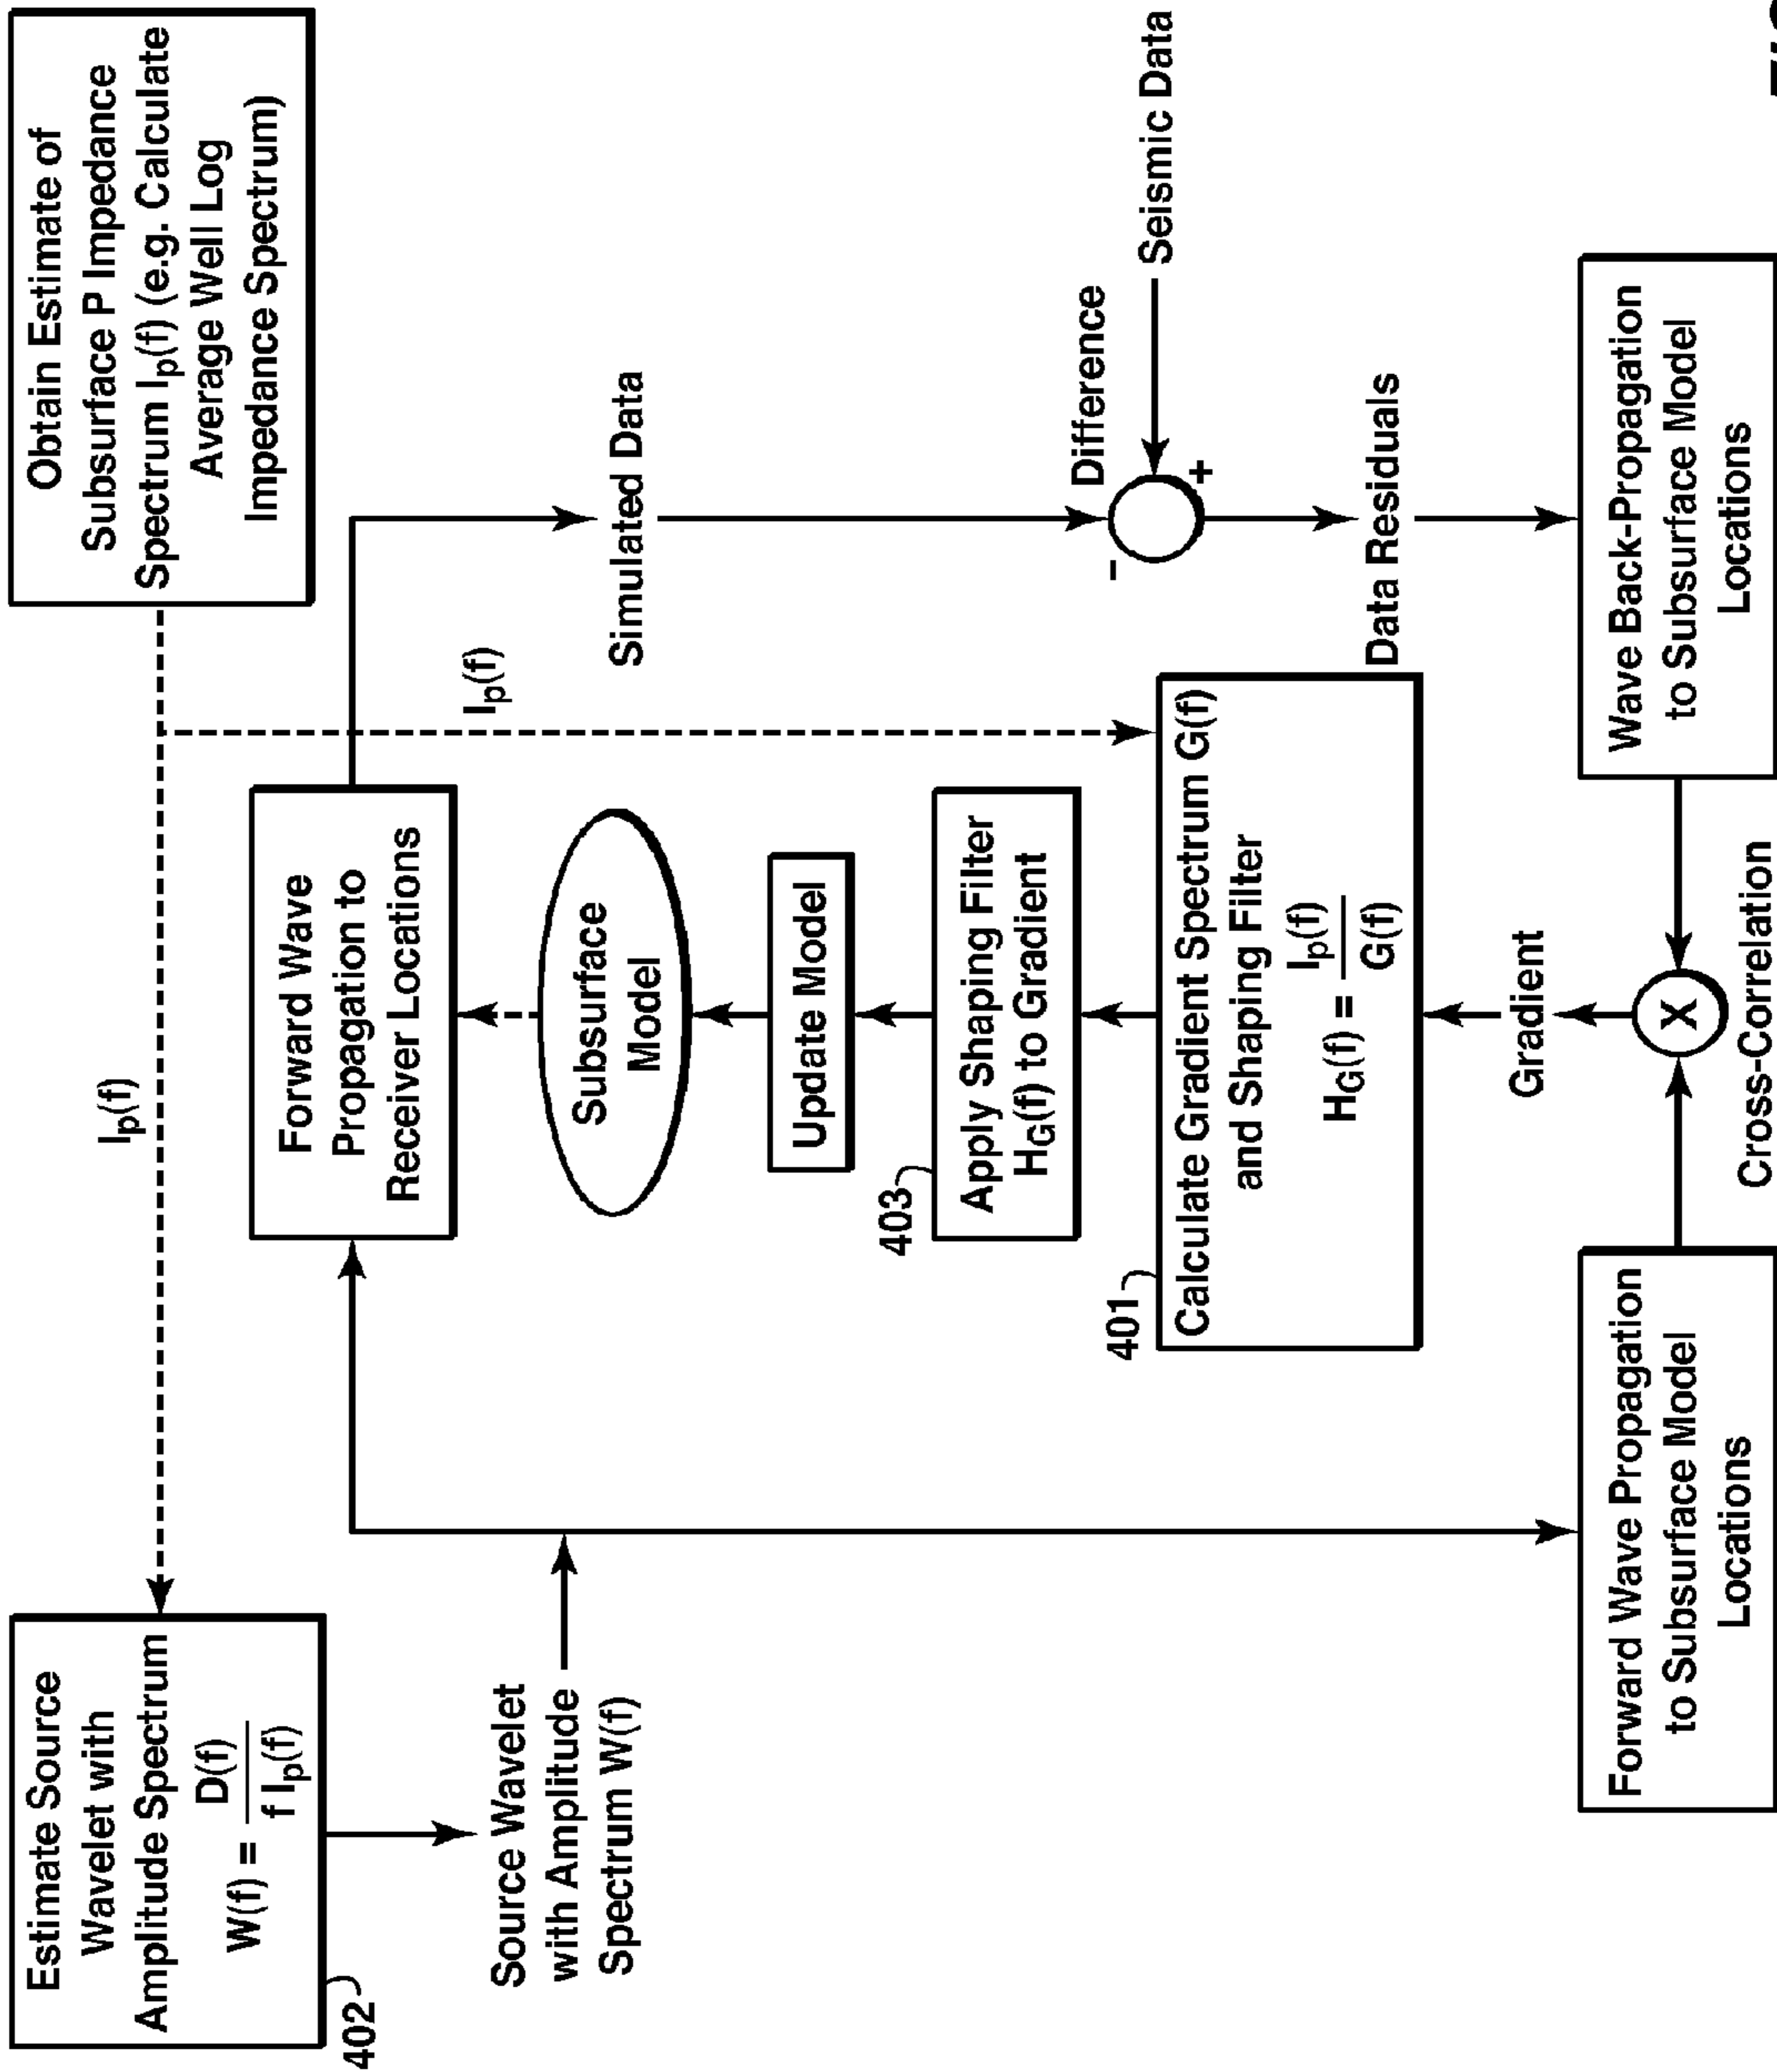 Estimate Source
Wavelet with
Amplitude Spectrum
W(f) = D(f) / f Ip(f)
402
Ip(f)
Obtain Estimate of
Subsurface P Impedance
Spectrum Ip(f) (e.g. Calculate
Average Well Log
Impedance Spectrum)
Source Wavelet
with Amplitude
Spectrum W(f)
Forward Wave
Propagation to
Receiver Locations
Ip(f)
Simulated Data
Subsurface
Model
Update Model
403
Apply Shaping Filter
HG(f) to Gradient
401
Calculate Gradient Spectrum G(f)
and Shaping Filter
HG(f) = Ip(f) / G(f)
Difference
-
+
Seismic Data
Data Residuals
Gradient
Forward Wave Propagation
to Subsurface Model
Locations
X
Cross-Correlation
Wave Back-Propagation
to Subsurface Model
Locations